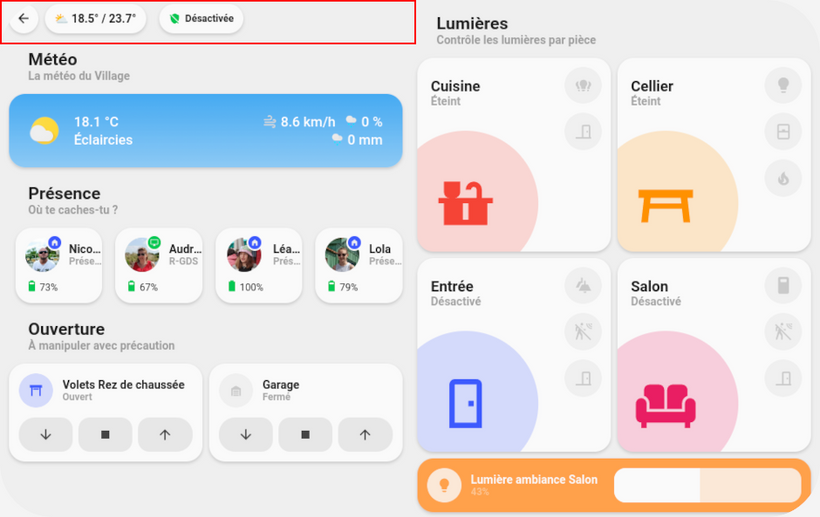 18.5° / 23.7°
Désactivée
Météo
La météo du Village
18.1 °C
Éclaircies
8.6 km/h
0 %
0 mm
Présence
Où te caches-tu ?
Nico...
Prése...
73%
Audr...
R-GDS
67%
Léa...
Prés...
100%
Lola
Prése...
79%
Ouverture
À manipuler avec précaution
Volets Rez de chaussée
Ouvert
Garage
Fermé
Lumières
Contrôle les lumières par pièce
Cuisine
Éteint
Cellier
Éteint
Entrée
Désactivé
Salon
Désactivé
Lumière ambiance Salon
43%